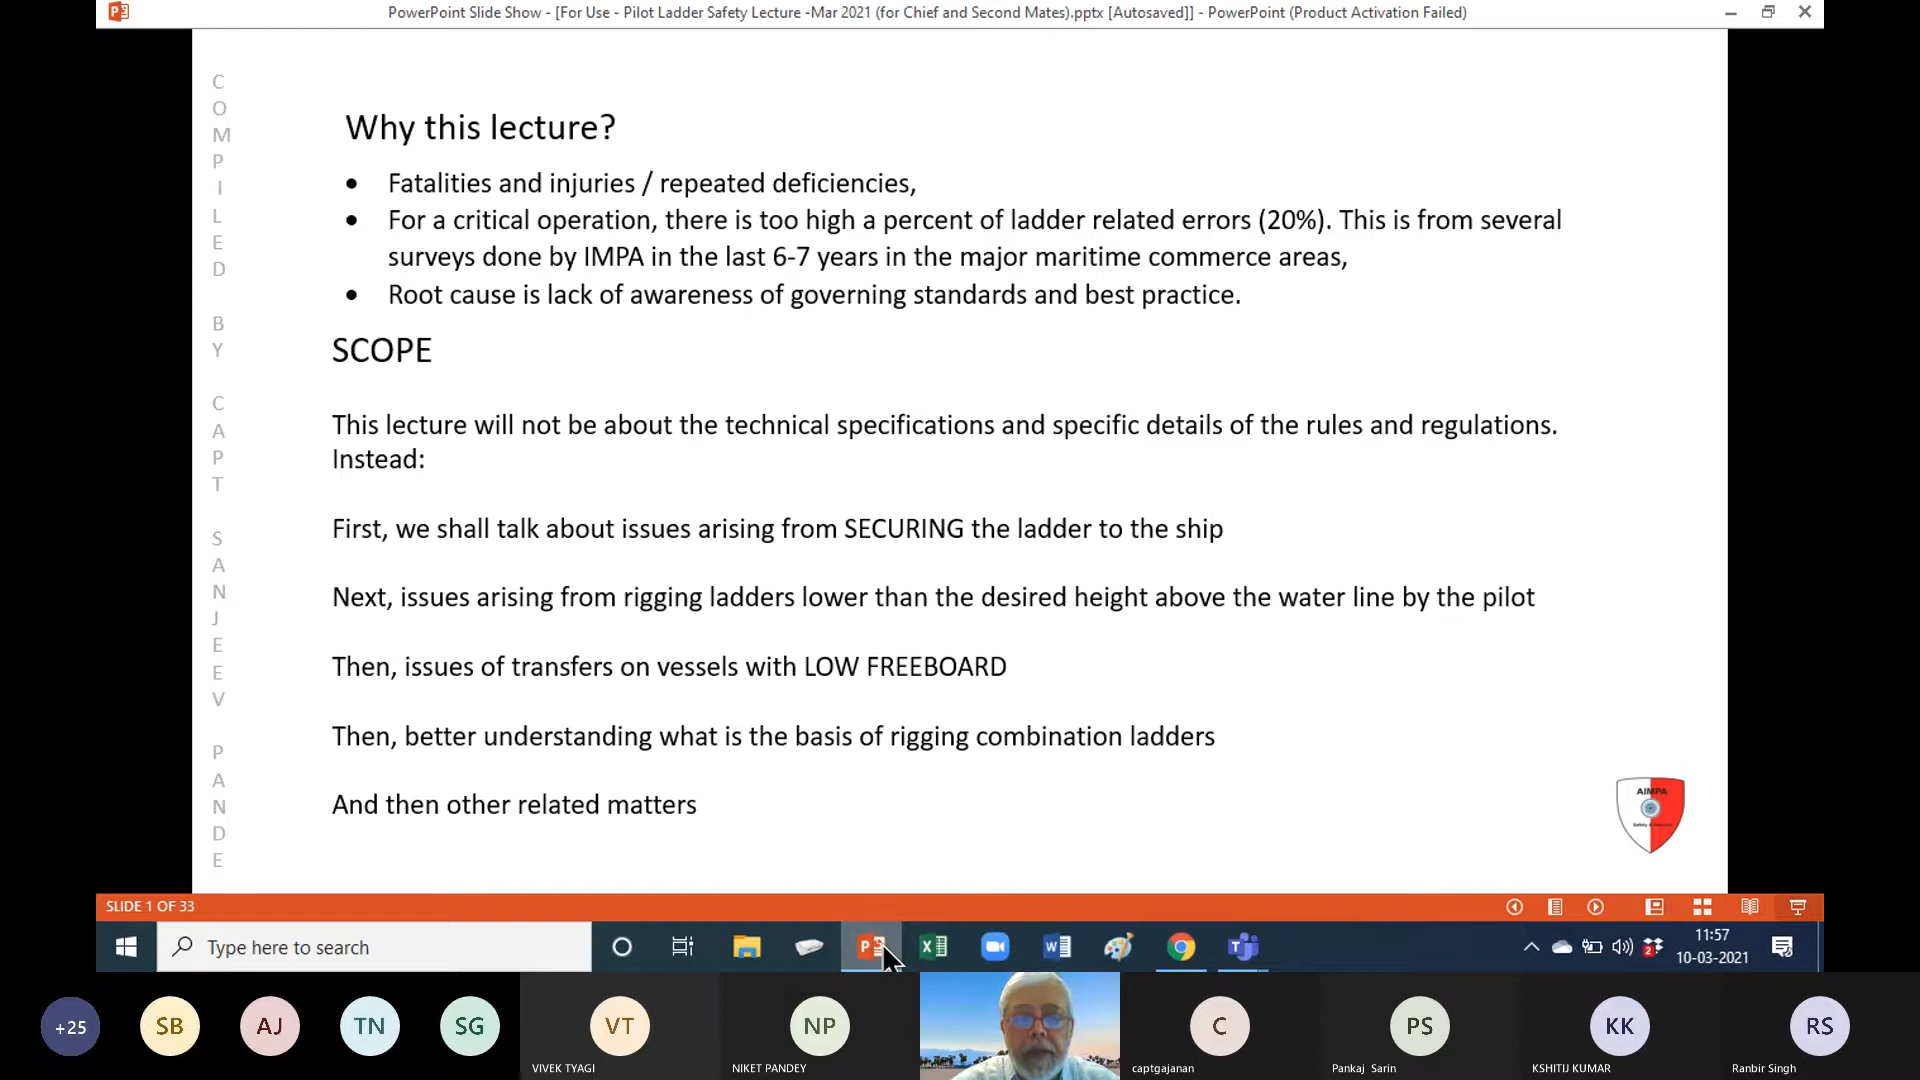 PowerPoint Slide Show - [For Use - Pilot Ladder Safety Lecture -Mar 2021 (for Chief and Second Mates).pptx [Autosaved]] - PowerPoint (Product Activation Failed)
COMPILED BY CAPT SANJEEV PANDE
Why this lecture?
• Fatalities and injuries / repeated deficiencies,
• For a critical operation, there is too high a percent of ladder related errors (20%). This is from several
surveys done by IMPA in the last 6-7 years in the major maritime commerce areas,
• Root cause is lack of awareness of governing standards and best practice.
SCOPE
This lecture will not be about the technical specifications and specific details of the rules and regulations.
Instead:
First, we shall talk about issues arising from SECURING the ladder to the ship
Next, issues arising from rigging ladders lower than the desired height above the water line by the pilot
Then, issues of transfers on vessels with LOW FREEBOARD
Then, better understanding what is the basis of rigging combination ladders
And then other related matters
AIMPA
SLIDE 1 OF 33
Type here to search
2
11:57
10-03-2021
+25
SB
AJ
TN
SG
VT
NP
C
PS
KK
RS
VIVEK TYAGI
NIKET PANDEY
captgajanan
Pankaj Sarin
KSHITIJ KUMAR
Ranbir Singh